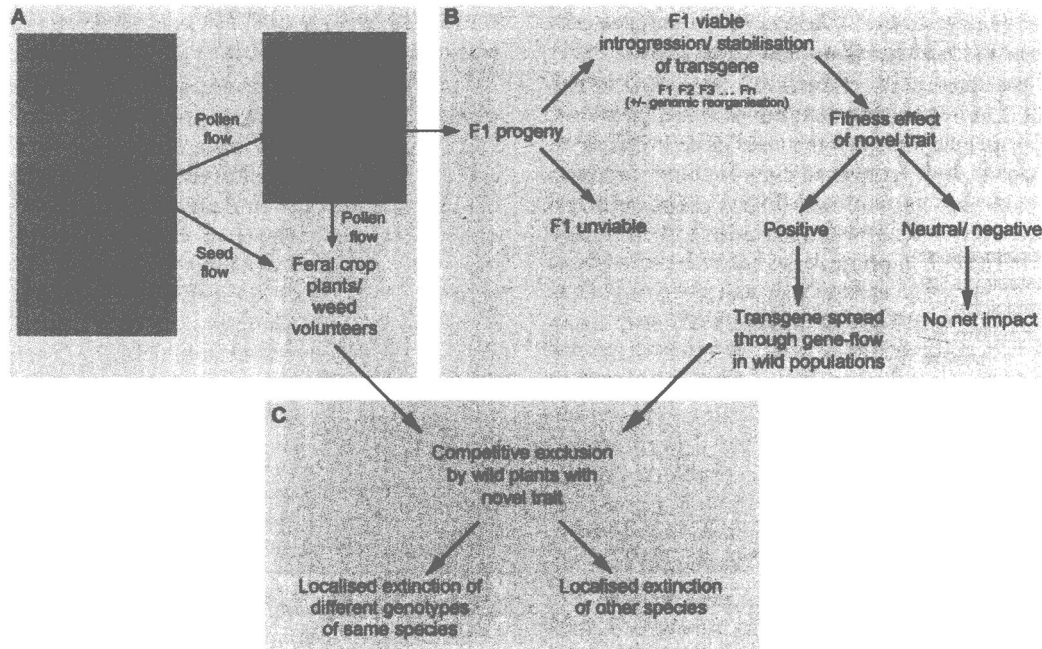 A
Pollen
flow
Seed
flow
Pollen
flow
Feral crop
plants/
weed
volunteers
B
F1 progeny
F1 viable
introgression/ stabilisation
of transgene
F1 F2 F3 ... Fn
(+/- genomic reorganisation)
F1 unviable
Fitness effect
of novel trait
Positive
Neutral/ negative
Transgene spread
through gene-flow
in wild populations
No net impact
C
Competitive exclusion
by wild plants with
novel trait
Localised extinction of
different genotypes
of same species
Localised extinction
of other species